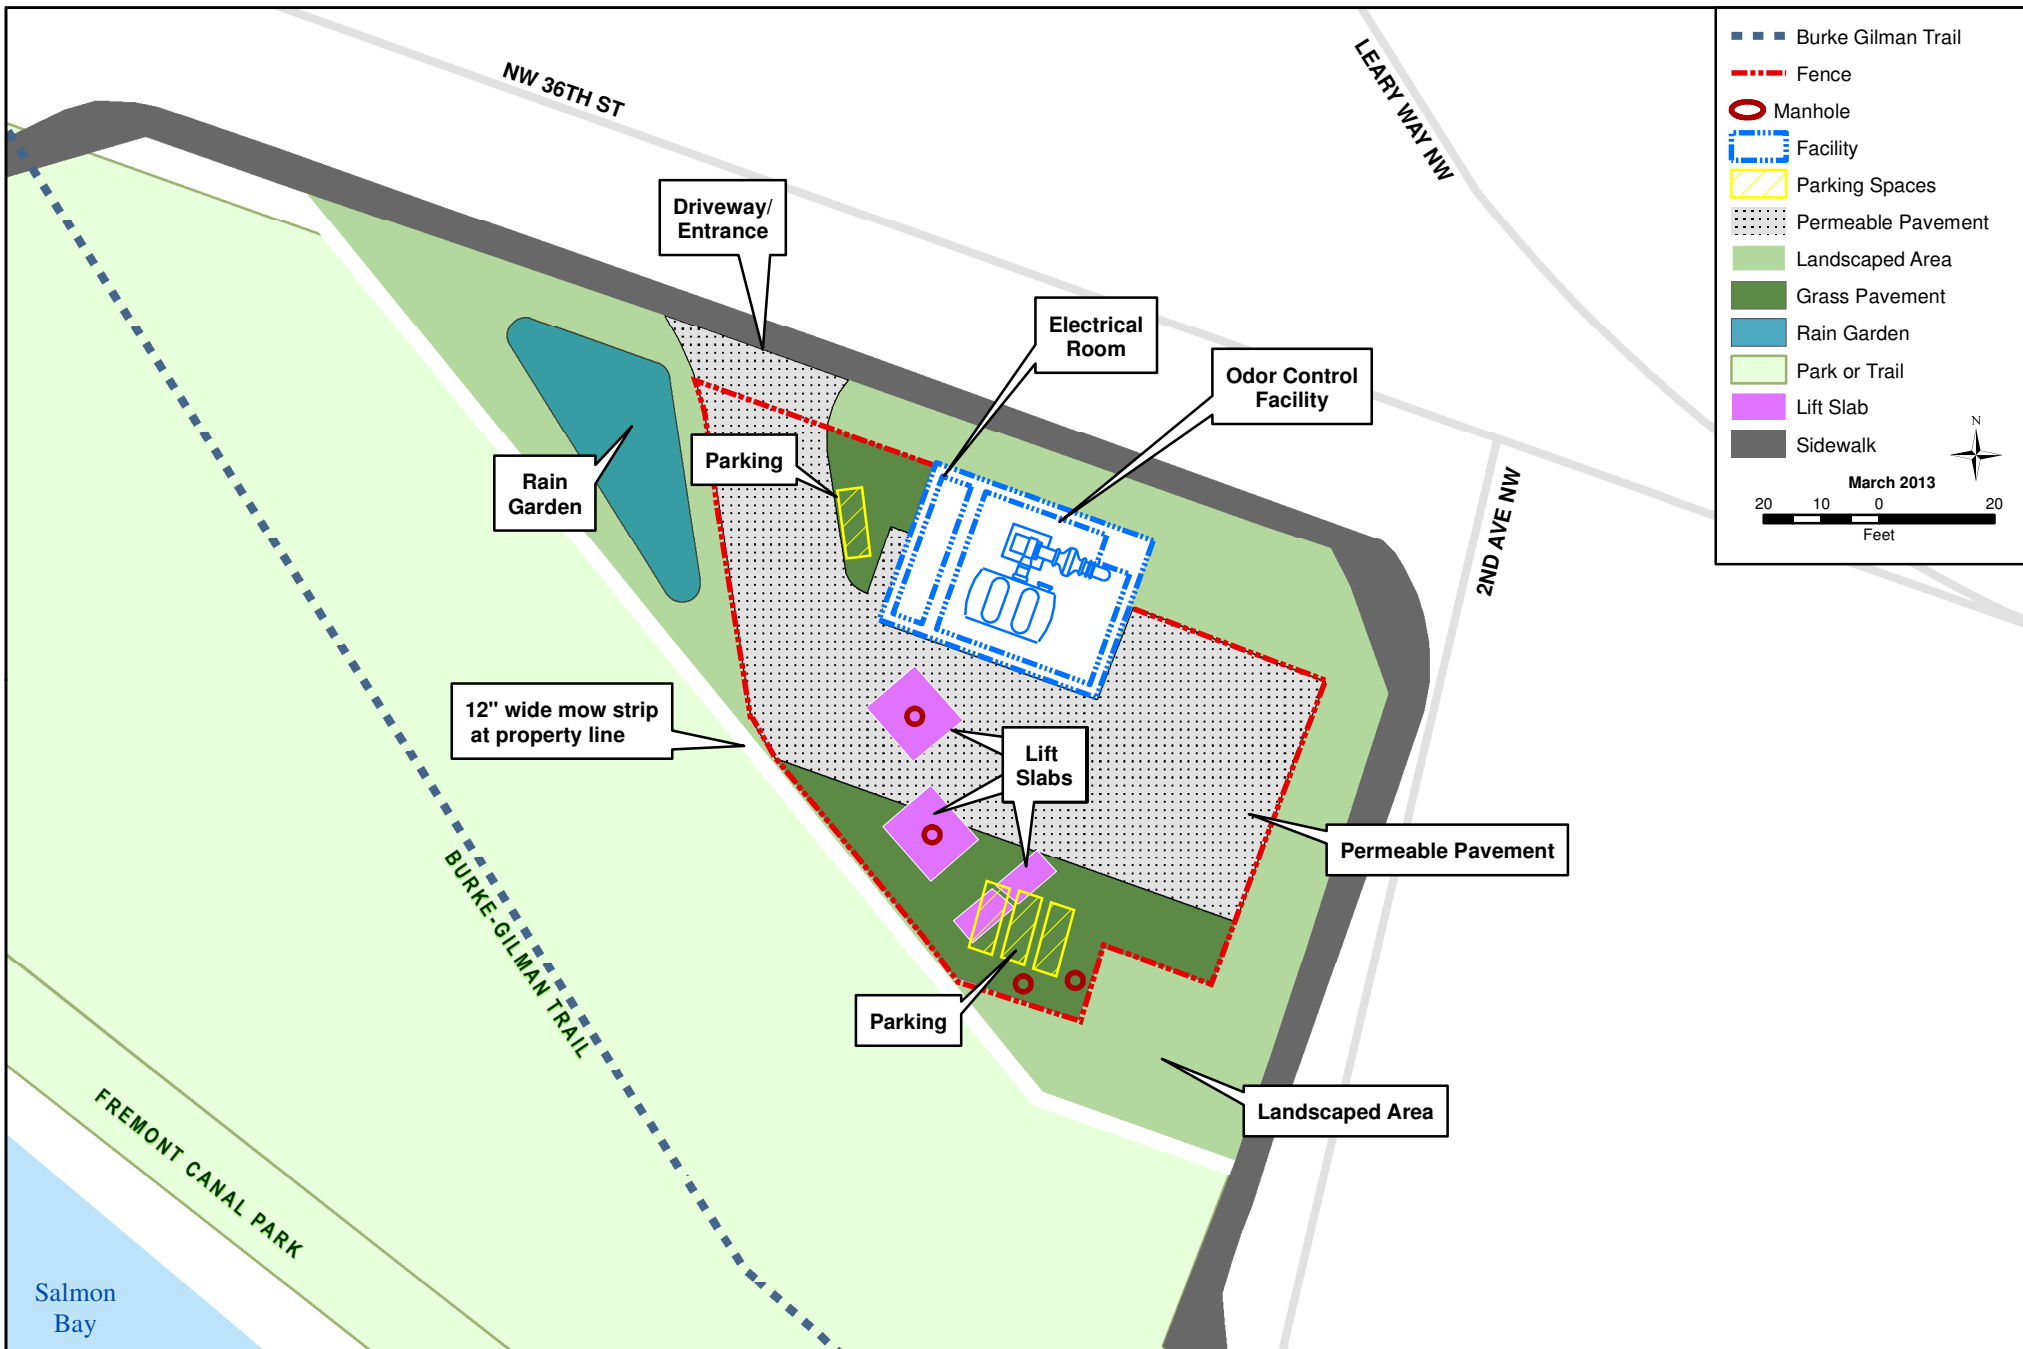 NW 36TH ST
LEARY WAY NW
2ND AVE NW
Driveway/
Entrance
Electrical
Room
Odor Control
Facility
Parking
Rain
Garden
12" wide mow strip
at property line
Lift
Slabs
Permeable Pavement
Parking
Landscaped Area
BURKE-GILMAN TRAIL
FREMONT CANAL PARK
Salmon
Bay
Burke Gilman Trail
Fence
Manhole
Facility
Parking Spaces
Permeable Pavement
Landscaped Area
Grass Pavement
Rain Garden
Park or Trail
Lift Slab
Sidewalk
N
March 2013
20 10 0 20
Feet